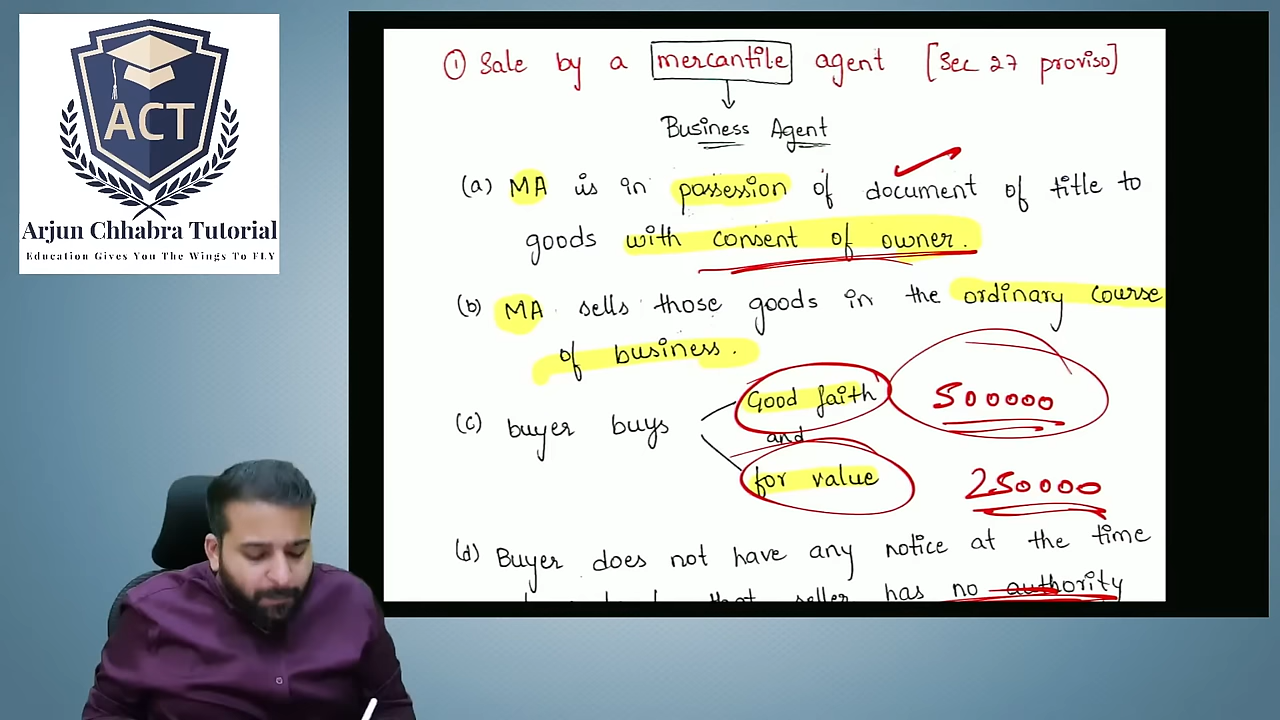 ACT
Arjun Chhabra Tutorial
Education Gives You The Wings To FLY
① Sale by a mercantile agent [Sec 27 proviso]
Business Agent
(a) MA is in possession of document of title to
goods with consent of owner.
(b) MA sells those goods in the ordinary course
of business.
(c) buyer buys Good faith 500000
and
for value 250000
(d) Buyer does not have any notice at the time
that seller has no authority